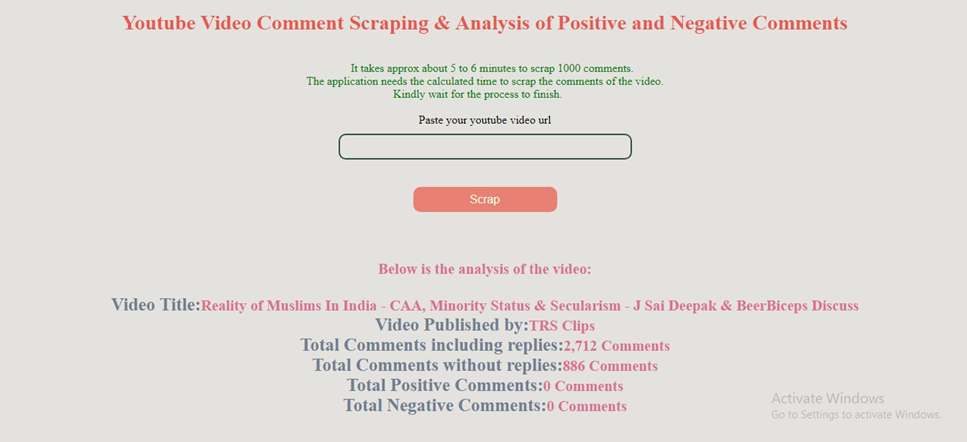 Youtube Video Comment Scraping & Analysis of Positive and Negative Comments
It takes approx about 5 to 6 minutes to scrap 1000 comments.
The application needs the calculated time to scrap the comments of the video.
Kindly wait for the process to finish.
Paste your youtube video url
Scrap
Below is the analysis of the video:
Video Title:Reality of Muslims In India - CAA, Minority Status & Secularism - J Sai Deepak & BeerBiceps Discuss
Video Published by:TRS Clips
Total Comments including replies:2,712 Comments
Total Comments without replies:886 Comments
Total Positive Comments:0 Comments
Total Negative Comments:0 Comments
Activate Windows
Go to Settings to activate Windows.